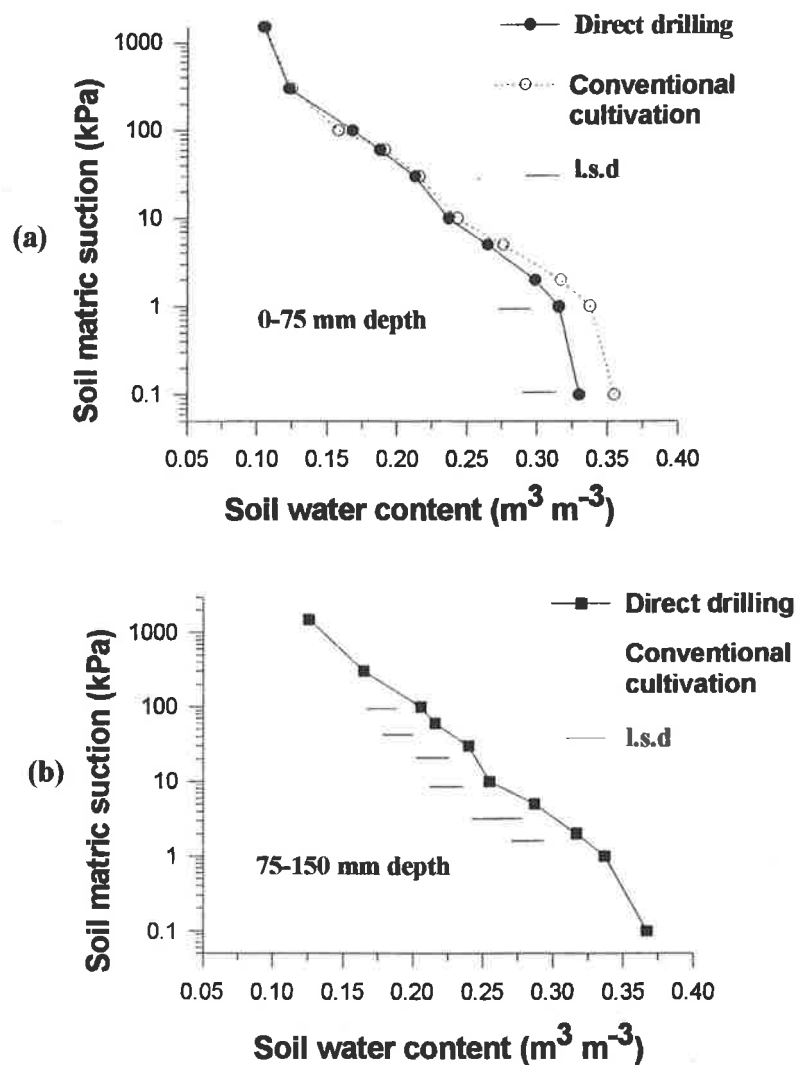 (a)
Soil matric suction (kPa)
1000
100
10
1
0.1
Direct drilling
Conventional
cultivation
l.s.d
0-75 mm depth
0.05 0.10 0.15 0.20 0.25 0.30 0.35 0.40
Soil water content (m³ m⁻³)
(b)
Soil matric suction (kPa)
1000
100
10
1
0.1
Direct drilling
Conventional
cultivation
l.s.d
75-150 mm depth
0.05 0.10 0.15 0.20 0.25 0.30 0.35 0.40
Soil water content (m³ m⁻³)